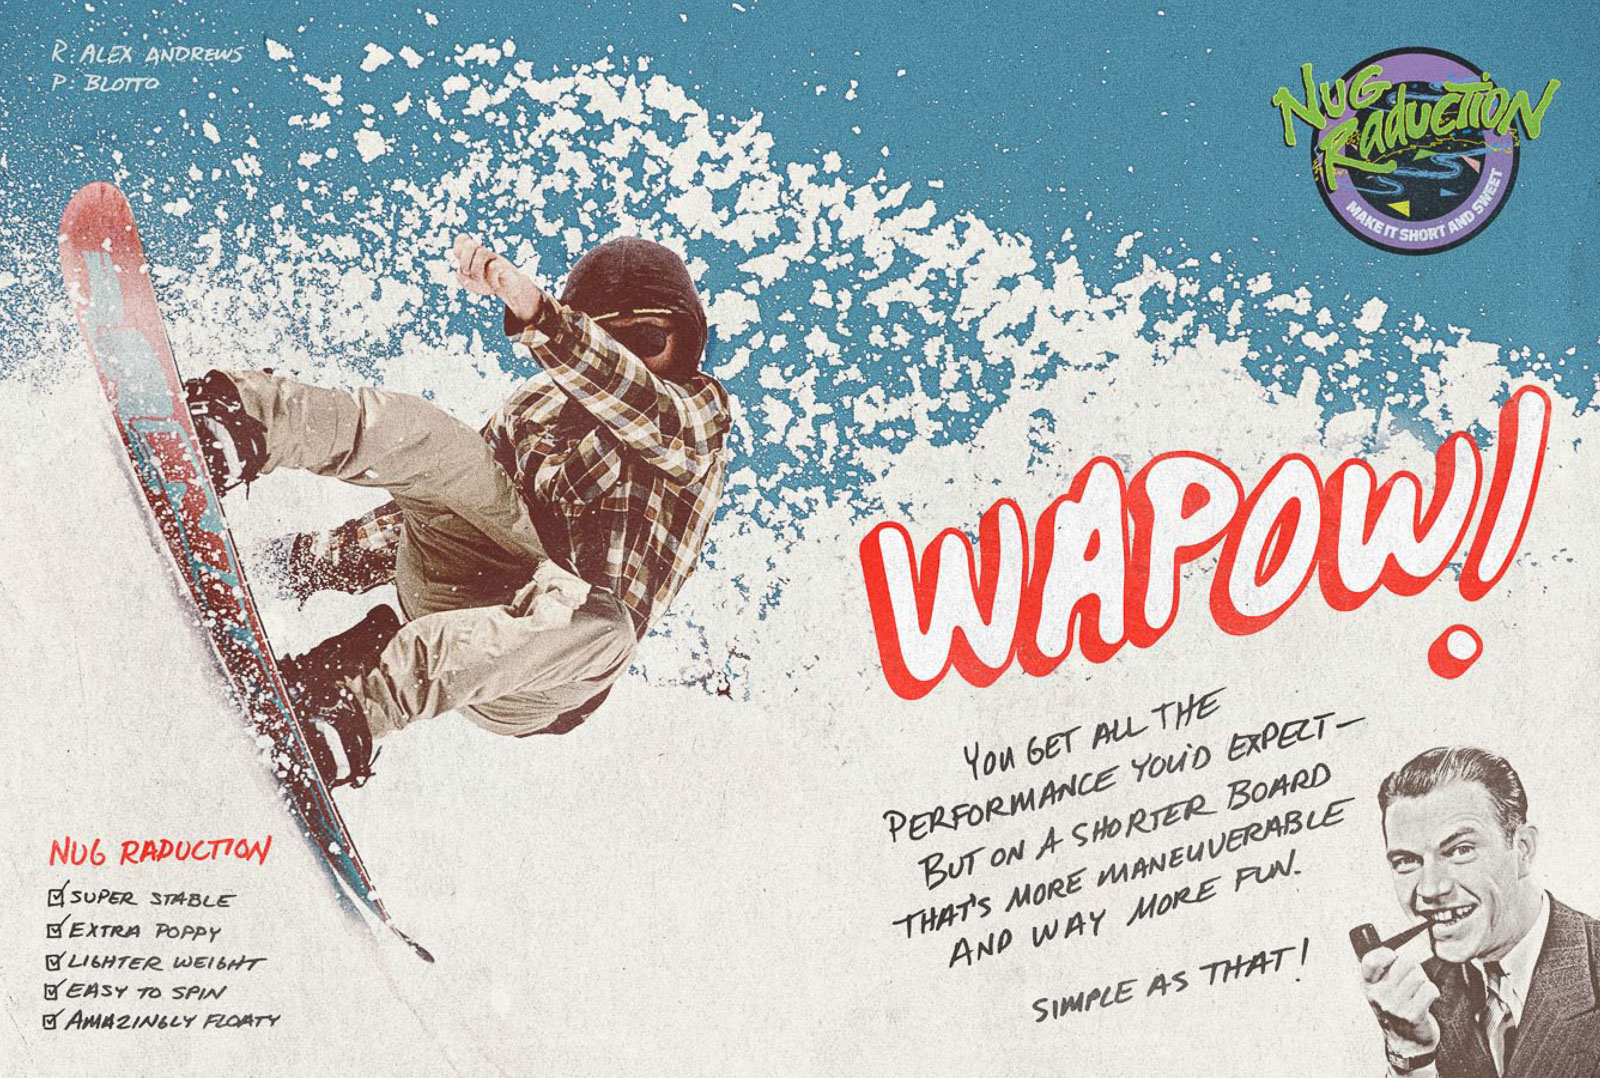 R: ALEX ANDREWS
P: BLOTTO
NUG
RADUCTION
MAKE IT SHORT AND SWEET
WAPOW!
YOU GET ALL THE
PERFORMANCE YOU'D EXPECT—
BUT ON A SHORTER BOARD
THAT'S MORE MANEUVERABLE
AND WAY MORE FUN.
SIMPLE AS THAT!
NUG RADUCTION
SUPER STABLE
EXTRA POPPY
LIGHTER WEIGHT
EASY TO SPIN
AMAZINGLY FLOATY